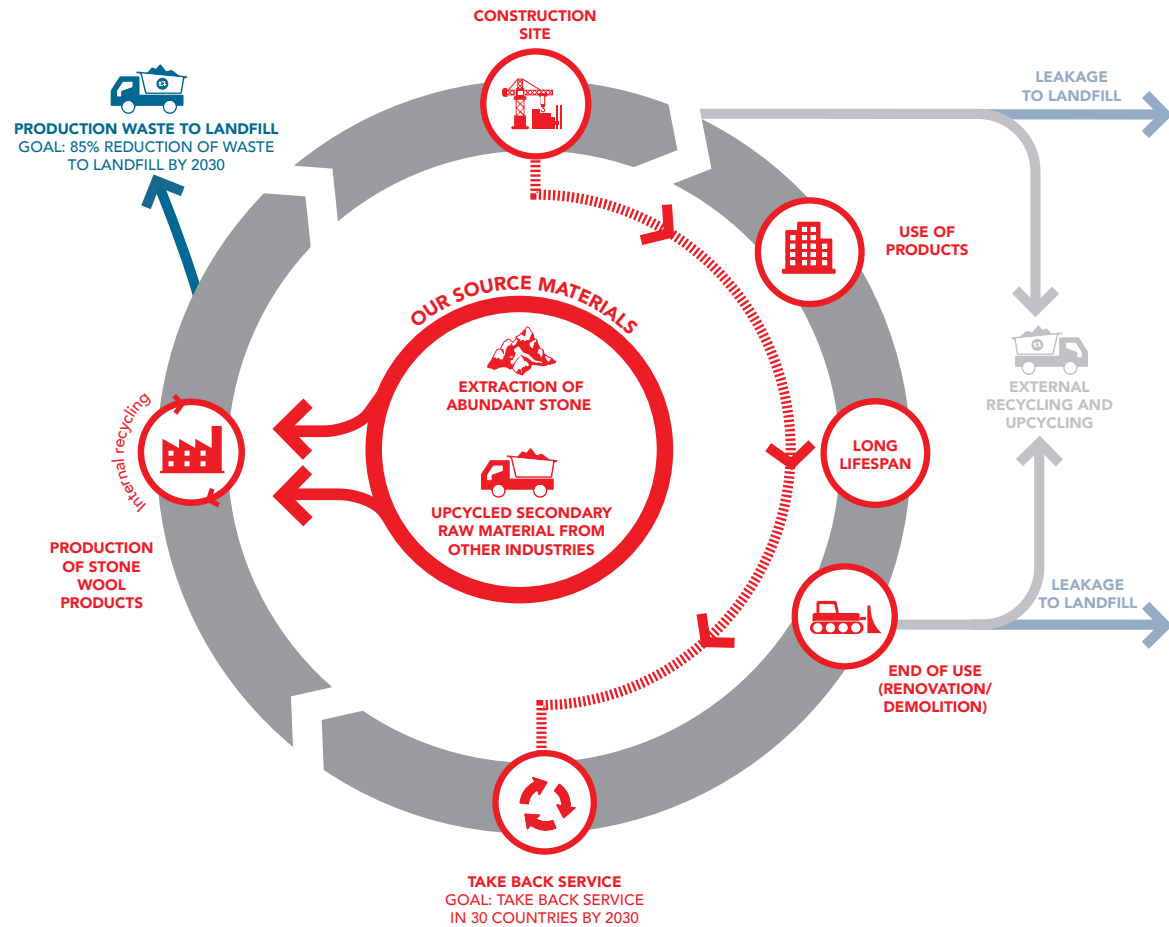 CONSTRUCTION
SITE
LEAKAGE
TO LANDFILL
PRODUCTION WASTE TO LANDFILL
GOAL: 85% REDUCTION OF WASTE
TO LANDFILL BY 2030
USE OF
PRODUCTS
OUR SOURCE MATERIALS
EXTRACTION OF
ABUNDANT STONE
EXTERNAL
RECYCLING AND
UPCYCLING
Internal recycling
LONG
LIFESPAN
UPCYCLED SECONDARY
RAW MATERIAL FROM
OTHER INDUSTRIES
PRODUCTION
OF STONE
WOOL
PRODUCTS
LEAKAGE
TO LANDFILL
END OF USE
(RENOVATION/
DEMOLITION)
TAKE BACK SERVICE
GOAL: TAKE BACK SERVICE
IN 30 COUNTRIES BY 2030